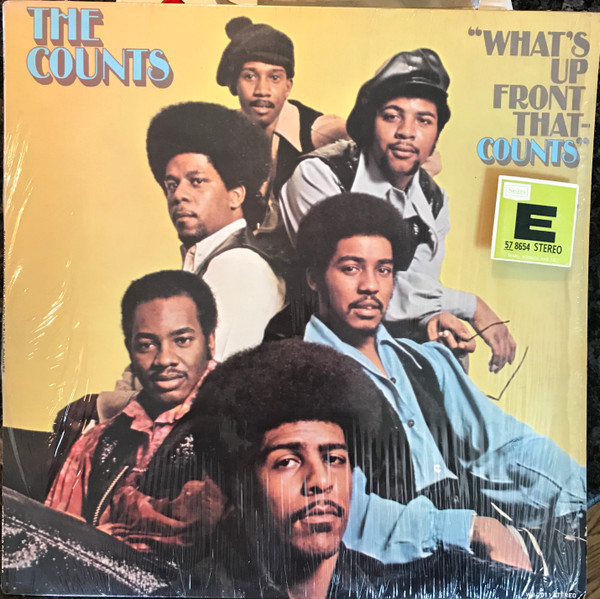 THE
COUNTS
"WHAT'S
UP
FRONT
THAT-
COUNTS"
E
57 8654 STEREO